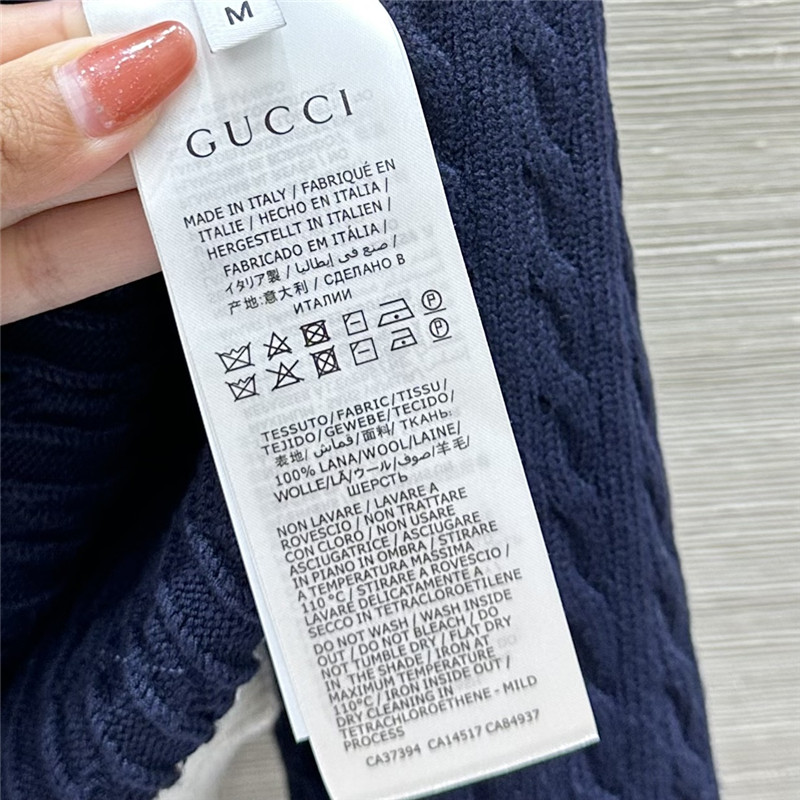 M
GUCCI
MADE IN ITALY / FABRIQUÉ EN
ITALIE / HECHO EN ITALIA /
HERGESTELLT IN ITALIEN /
FABRICADO EM ITÁLIA /
イタリア製 / صنع في إيطاليا /
产地:意大利 / СДЕЛАНО В
ИТАЛИИ
P
P
TESSUTO/FABRIC/TISSU/
TEJIDO/GEWEBE/TECIDO/
表地/قماش/面料/ ТКАНЬ:
100% LANA/WOOL/LAINE/
WOLLE/LÃ/ウール/صوف/羊毛/
ШЕРСТЬ
NON LAVARE / LAVARE A
ROVESCIO / NON TRATTARE
CON CLORO / NON USARE
ASCIUGATRICE / ASCIUGARE
IN PIANO IN OMBRA / STIRARE
A TEMPERATURA MASSIMA
110 °C / STIRARE A ROVESCIO /
LAVARE DELICATAMENTE A
SECCO IN TETRACLOROETILENE
DO NOT WASH / WASH INSIDE
OUT / DO NOT BLEACH / DO
NOT TUMBLE DRY / FLAT DRY
IN THE SHADE / IRON AT
MAXIMUM TEMPERATURE
110°C / IRON INSIDE OUT /
DRY CLEANING IN
TETRACHLOROETHENE - MILD
PROCESS
CA37394 CA14517 CA84937